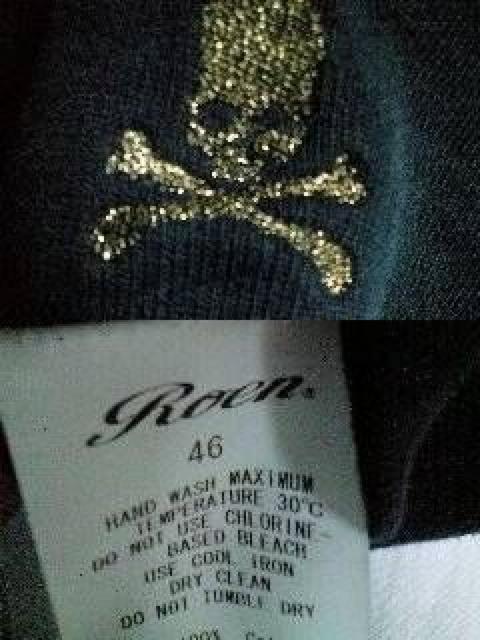 Roen®
46
HAND WASH MAXIMUM
TEMPERATURE 30°C
DO NOT USE CHLORINE-
BASED BLEACH
USE COOL IRON
DRY CLEAN
DO NOT TUMBLE DRY
100%